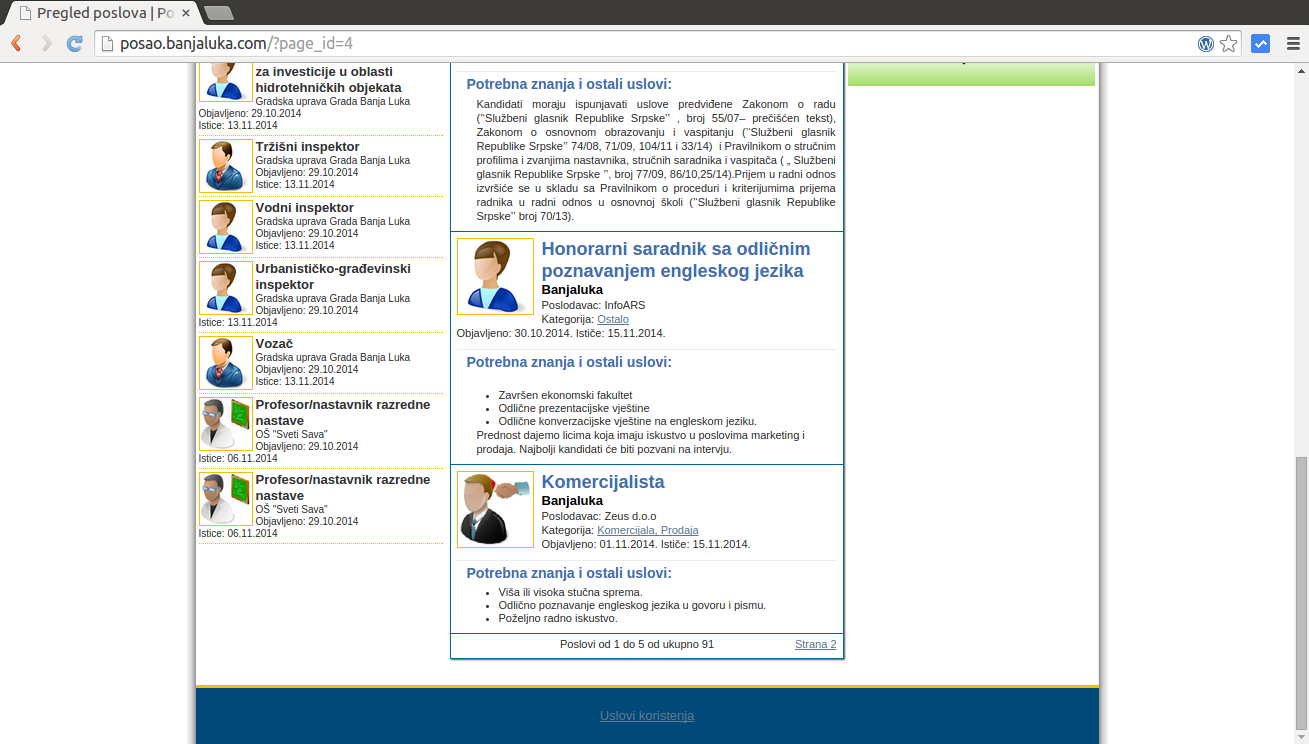 Pregled poslova | Po
posao.banjaluka.com/?page_id=4
za investicije u oblasti
hidrotehničkih objekata
Gradska uprava Grada Banja Luka
Objavljeno: 29.10.2014
Istice: 13.11.2014
Tržišni inspektor
Gradska uprava Grada Banja Luka
Objavljeno: 29.10.2014
Istice: 13.11.2014
Vodni inspektor
Gradska uprava Grada Banja Luka
Objavljeno: 29.10.2014
Istice: 13.11.2014
Urbanističko-građevinski
inspektor
Gradska uprava Grada Banja Luka
Objavljeno: 29.10.2014
Istice: 13.11.2014
Vozač
Gradska uprava Grada Banja Luka
Objavljeno: 29.10.2014
Istice: 13.11.2014
Profesor/nastavnik razredne
nastave
OŠ "Sveti Sava"
Objavljeno: 29.10.2014
Istice: 06.11.2014
Profesor/nastavnik razredne
nastave
OŠ "Sveti Sava"
Objavljeno: 29.10.2014
Istice: 06.11.2014
Potrebna znanja i ostali uslovi:
Kandidati moraju ispunjavati uslove predviđene Zakonom o radu
(’’Službeni glasnik Republike Srpske’’ , broj 55/07– prečišćen tekst),
Zakonom o osnovnom obrazovanju i vaspitanju (’’Službeni glasnik
Republike Srpske’’ 74/08, 71/09, 104/11 i 33/14)  i Pravilnikom o stručnim
profilima i zvanjima nastavnika, stručnih saradnika i vaspitača ( „ Službeni
glasnik Republike Srpske ’’, broj 77/09, 86/10,25/14).Prijem u radni odnos
izvršiće se u skladu sa Pravilnikom o proceduri i kriterijumima prijema
radnika u radni odnos u osnovnoj školi (’’Službeni glasnik Republike
Srpske’’ broj 70/13).
Honorarni saradnik sa odličnim
poznavanjem engleskog jezika
Banjaluka
Poslodavac: InfoARS
Kategorija: Ostalo
Objavljeno: 30.10.2014. Ističe: 15.11.2014.
Potrebna znanja i ostali uslovi:
• Završen ekonomski fakultet
• Odlične prezentacijske vještine
• Odlične konverzacijske vještine na engleskom jeziku.
Prednost dajemo licima koja imaju iskustvo u poslovima marketing i
prodaja. Najbolji kandidati će biti pozvani na intervju.
Komercijalista
Banjaluka
Poslodavac: Zeus d.o.o
Kategorija: Komercijala, Prodaja
Objavljeno: 01.11.2014. Ističe: 15.11.2014.
Potrebna znanja i ostali uslovi:
• Viša ili visoka stučna sprema.
• Odlično poznavanje engleskog jezika u govoru i pismu.
• Poželjno radno iskustvo.
Poslovi od 1 do 5 od ukupno 91 Strana 2
Uslovi koristenja